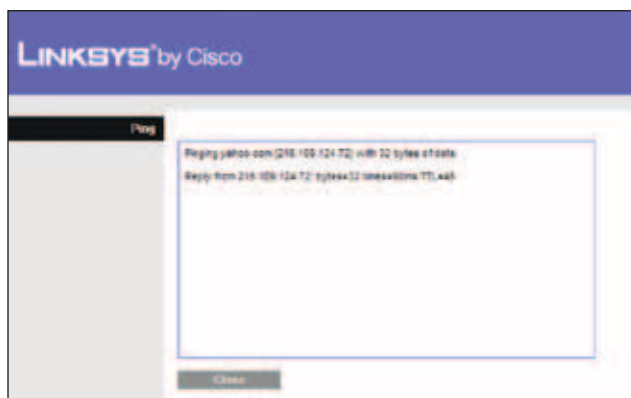 LINKSYS® by Cisco
Ping
Pinging yahoo.com [216.109.124.72] with 32 bytes of data
Reply from 216.109.124.72: bytes=32
Close